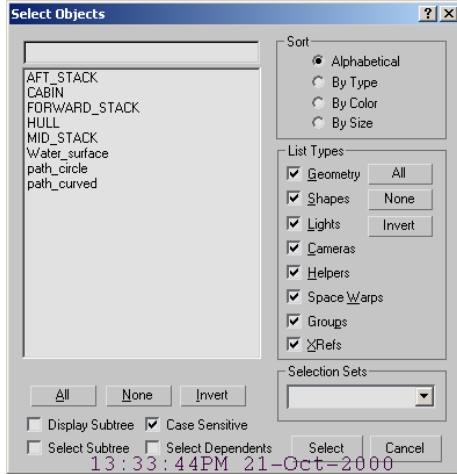 Select Objects
Sort
Alphabetical
By Type
By Color
By Size
AFT_STACK
CABIN
FORWARD_STACK
HULL
MID_STACK
Water_surface
path_circle
path_curved
List Types
Geometry All
Shapes None
Lights Invert
Cameras
Helpers
Space Warps
Groups
XRefs
Selection Sets
All None Invert
Display Subtree Case Sensitive
Select Subtree Select Dependents Select Cancel
13:33:44PM 21-Oct-2000